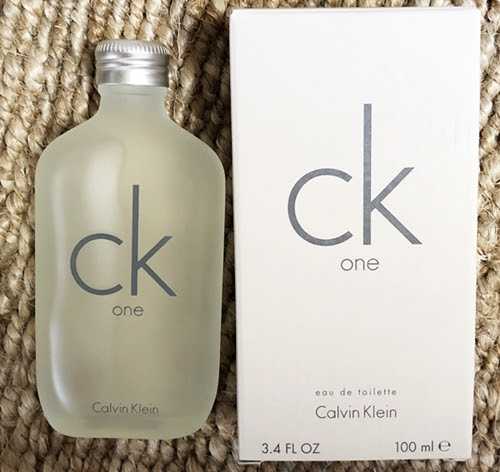 ck
one
Calvin Klein
ck
one
eau de toilette
Calvin Klein
3.4 FL OZ 100 ml ℮